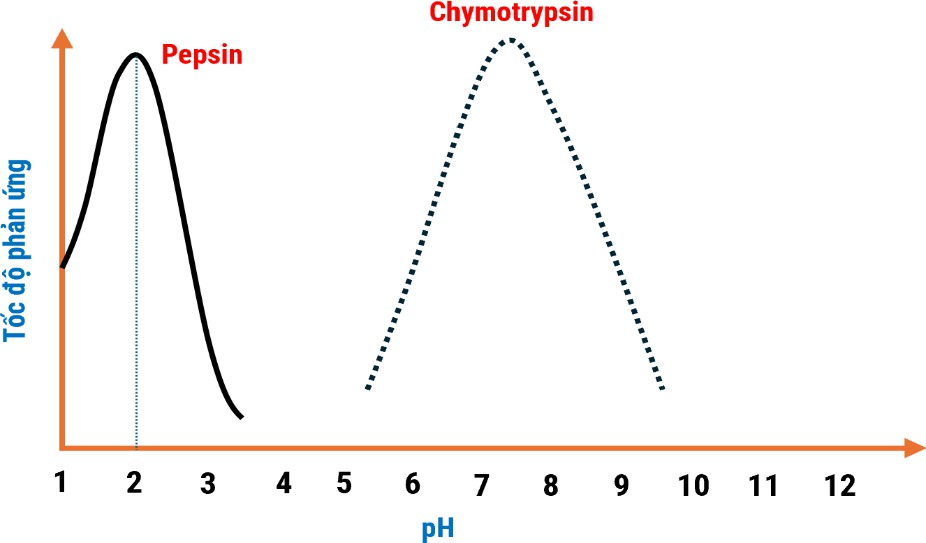 Chymotrypsin
Pepsin
Tốc độ phản ứng
1 2 3 4 5 6 7 8 9 10 11 12
pH